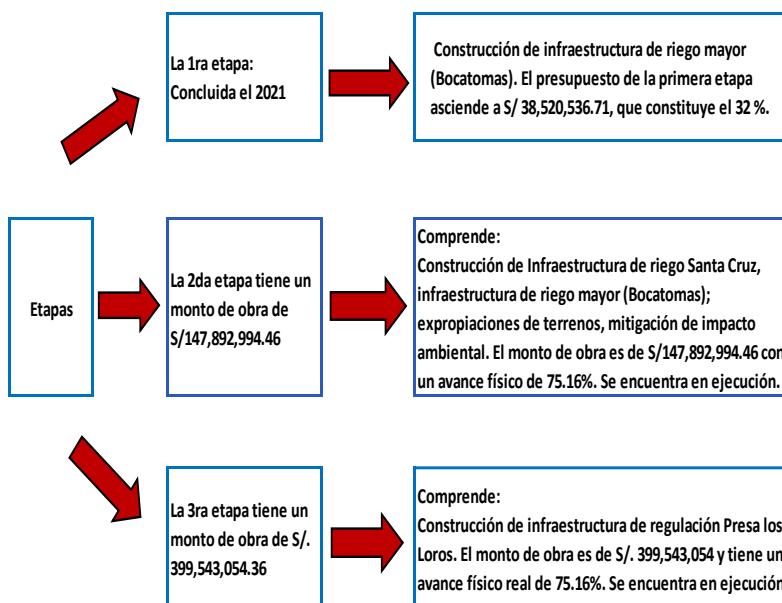 La 1ra etapa:
Concluida el 2021
Construcción de infraestructura de riego mayor
(Bocatomas). El presupuesto de la primera etapa
asciende a S/ 38,520,536.71, que constituye el 32 %.
Etapas
La 2da etapa tiene un
monto de obra de
S/147,892,994.46
Comprende:
Construcción de Infraestructura de riego Santa Cruz,
infraestructura de riego mayor (Bocatomas);
expropiaciones de terrenos, mitigación de impacto
ambiental. El monto de obra es de S/147,892,994.46 con
un avance físico de 75.16%. Se encuentra en ejecución.
La 3ra etapa tiene un
monto de obra de S/.
399,543,054.36
Comprende:
Construcción de infraestructura de regulación Presa los
Loros. El monto de obra es de S/. 399,543,054 y tiene un
avance físico real de 75.16%. Se encuentra en ejecución